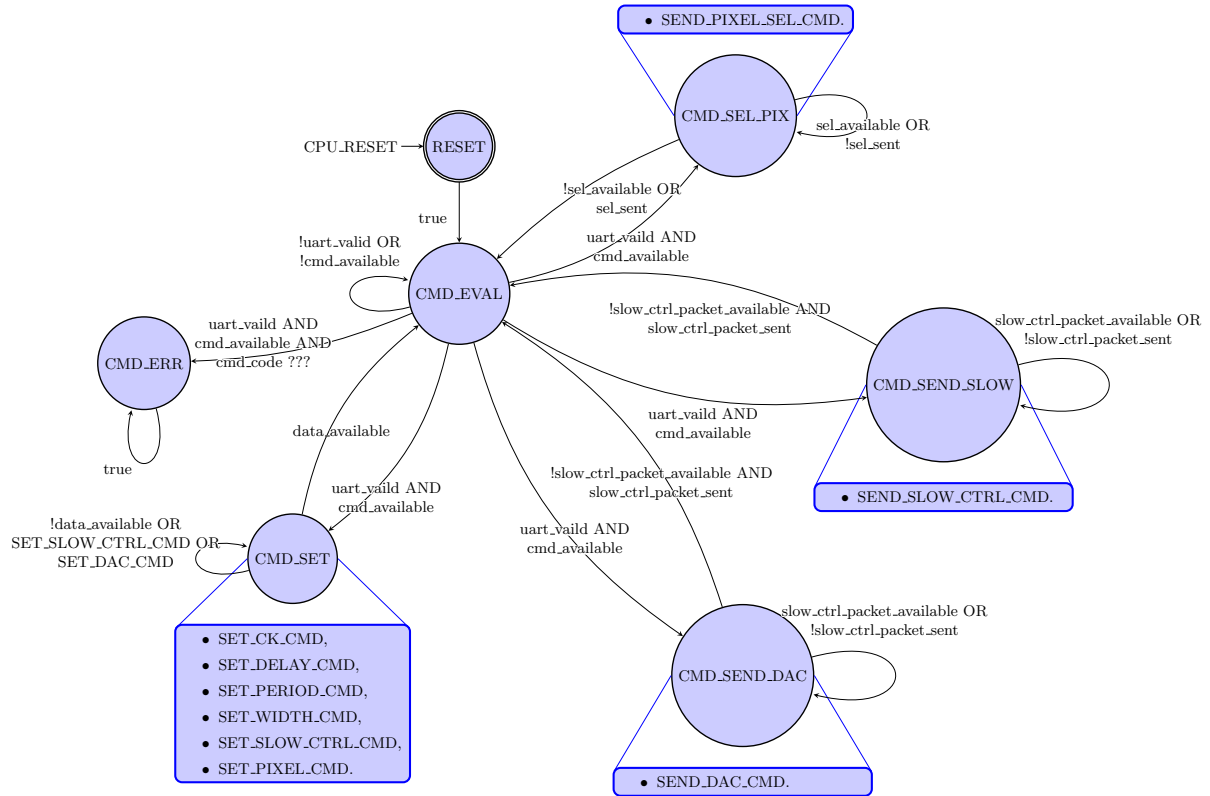 • SEND_PIXEL_SEL_CMD.
CMD_SEL_PIX
sel_available OR
!sel_sent
CPU_RESET
RESET
!sel_available OR
sel_sent
true
!uart_valid OR
!cmd_available
uart_vaild AND
cmd_available
CMD_EVAL
!slow_ctrl_packet_available AND
slow_ctrl_packet_sent
slow_ctrl_packet_available OR
!slow_ctrl_packet_sent
uart_vaild AND
cmd_available AND
cmd_code ???
CMD_ERR
CMD_SEND_SLOW
uart_vaild AND
cmd_available
data_available
true
!slow_ctrl_packet_available AND
slow_ctrl_packet_sent
uart_vaild AND
cmd_available
• SEND_SLOW_CTRL_CMD.
!data_available OR
SET_SLOW_CTRL_CMD OR
SET_DAC_CMD
uart_vaild AND
cmd_available
CMD_SET
slow_ctrl_packet_available OR
!slow_ctrl_packet_sent
• SET_CK_CMD,
• SET_DELAY_CMD,
• SET_PERIOD_CMD,
• SET_WIDTH_CMD,
• SET_SLOW_CTRL_CMD,
• SET_PIXEL_CMD.
CMD_SEND_DAC
• SEND_DAC_CMD.